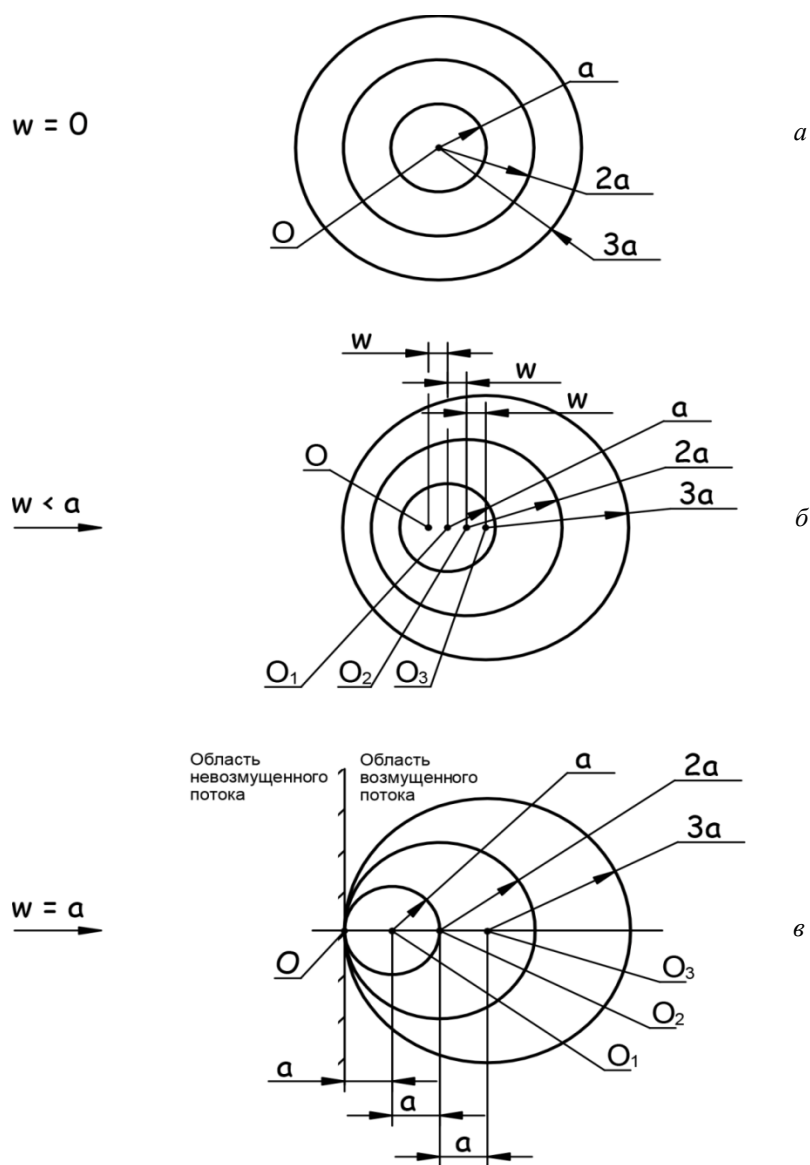 a
w = 0
а
2a
O
3a
w
w
w
a
O
2a
3a
w < a
б
O₁ O₂ O₃
Область
невозмущенного
потока
Область
возмущенного
потока
a
2a
3a
w = a
в
O
O₃
O₂
O₁
a
a
a